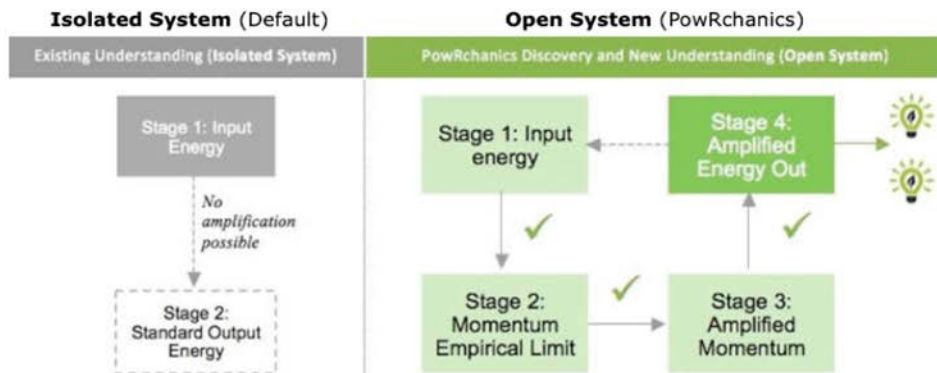 Isolated System (Default)
Open System (PowRchanics)
Existing Understanding (Isolated System)
PowRchanics Discovery and New Understanding (Open System)
Stage 1: Input
Energy
No
amplification
possible
Stage 2:
Standard Output
Energy
Stage 1: Input
energy
Stage 2:
Momentum
Empirical Limit
Stage 3:
Amplified
Momentum
Stage 4:
Amplified
Energy Out